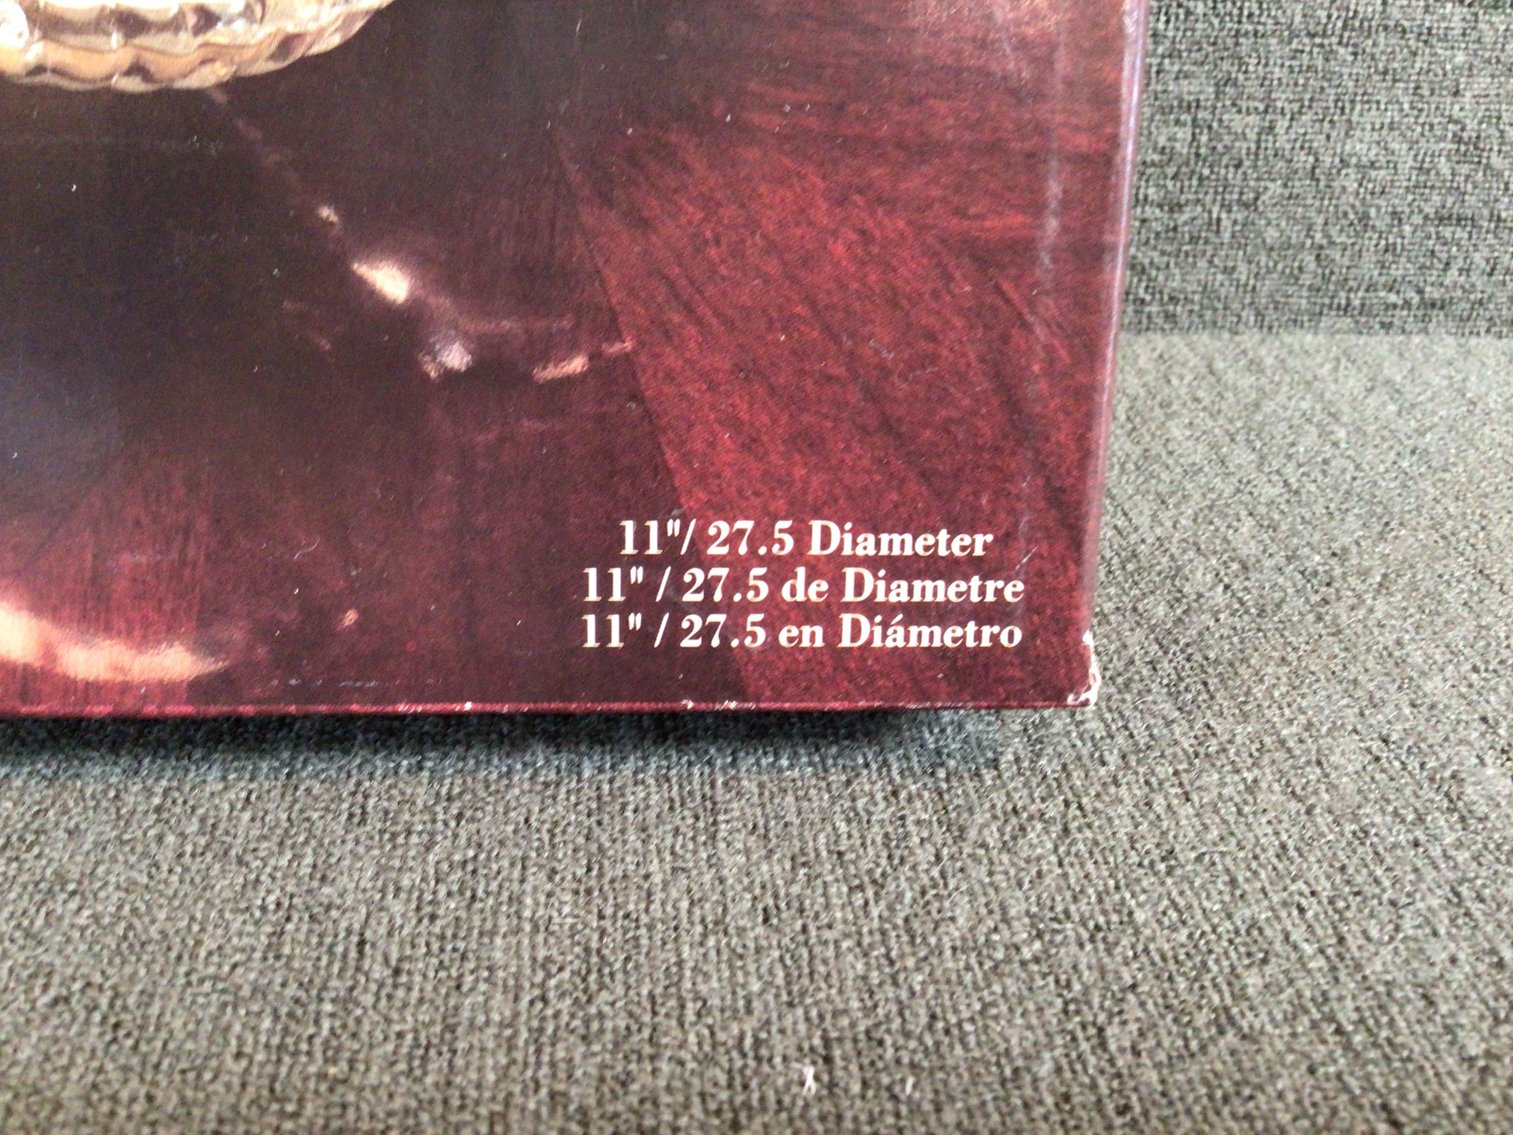 11"/ 27.5 Diameter
11" / 27.5 de Diametre
11" / 27.5 en Diámetro